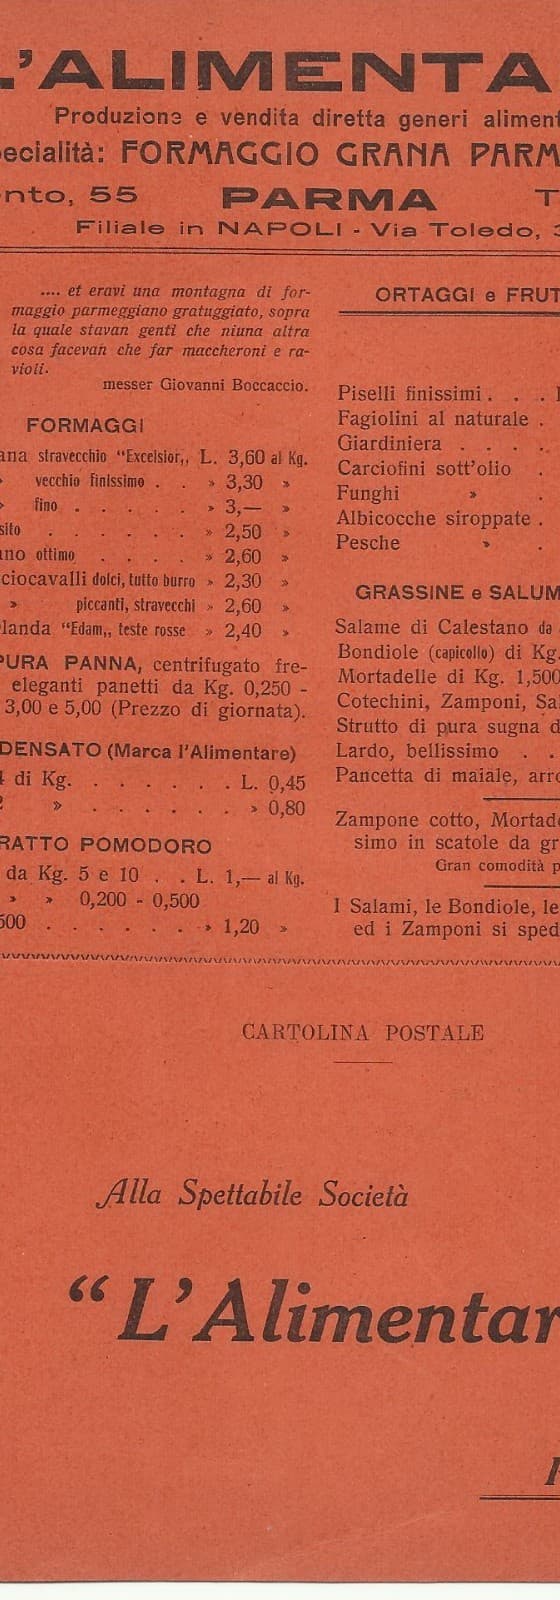 L'ALIMENTA
Produzione e vendita diretta generi aliment
pecialità: FORMAGGIO GRANA PARM
nto, 55 PARMA T
Filiale in NAPOLI - Via Toledo, 3
.... et eravi una montagna di for-
maggio parmeggiano gratuggiato, sopra
la quale stavan genti che niuna altra
cosa facevan che far maccheroni e ra-
violi.
messer Giovanni Boccaccio.
FORMAGGI
ana stravecchio "Excelsior,, L. 3,60 al Kg.
» vecchio finissimo . . » 3,30 »
» fino . . . . . » 3,— »
sito . . . . . . » 2,50 »
ano ottimo . . . . » 2,60 »
ciocavalli dolci, tutto burro » 2,30 »
» piccanti, stravecchi » 2,60 »
landa "Edam,, teste rosse » 2,40 »
PURA PANNA, centrifugato fre-
eleganti panetti da Kg. 0,250 -
3,00 e 5,00 (Prezzo di giornata).
DENSATO (Marca l'Alimentare)
4 di Kg. . . . . . . L. 0,45
2 » . . . . . . » 0,80
RATTO POMODORO
da Kg. 5 e 10 . . L. 1,— al Kg.
» » 0,200 - 0,500
500 . . . . . . » 1,20 »
ORTAGGI e FRUT
Piselli finissimi . . . L
Fagiolini al naturale .
Giardiniera . . . .
Carciofini sott'olio .
Funghi »
Albicocche siroppate .
Pesche » .
GRASSINE e SALUM
Salame di Calestano da
Bondiole (capicollo) di Kg.
Mortadelle di Kg. 1,500
Cotechini, Zamponi, Sa
Strutto di pura sugna d
Lardo, bellissimo . .
Pancetta di maiale, arro
Zampone cotto, Mortade
simo in scatole da gr
Gran comodità p
I Salami, le Bondiole, le
ed i Zamponi si sped
CARTOLINA POSTALE
Alla Spettabile Società
"L'Alimentar